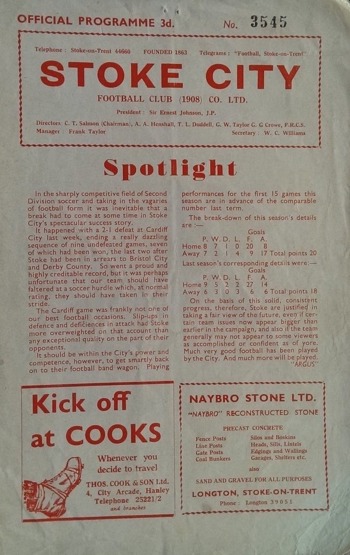 OFFICIAL PROGRAMME 3d. No. 3545
Telephone : Stoke-on-Trent 44660 FOUNDED 1863 Telegrams : "Football, Stoke-on-Trent"
STOKE CITY
FOOTBALL CLUB (1908) CO. LTD.
President : Sir Ernest Johnson, J.P.
Directors C. T. Salmon (Chairman), A. A. Henshall, T. L. Duddell, G. W. Taylor G. G Crowe, F.R.C.S.
Manager : Frank Taylor Secretary : W. C. Williams
Spotlight
In the sharply competitive field of Second
Division soccer and taking in the vagaries
of football form it was inevitable that a
break had to come at some time in Stoke
City's spectacular success story.
It happened with a 2-1 defeat at Cardiff
City last week, ending a really dazzling
sequence of nine undefeated games, seven
of which had been won, the last two after
Stoke had been in arrears to Bristol City
and Derby County. So went a proud and
highly creditable record, but it was perhaps
unfortunate that our team should have
faltered at a soccer hurdle which, at normal
rating, they should have taken in their
stride.
The Cardiff game was frankly not one of
our best football occasions. Slip-ups in
defence and deficiences in attack had Stoke
more overweighted on that account than
any exceptional quality on the part of their
opponents.
It should be within the City's power and
competence, however, to get smartly back
on to their football band wagon. Playing
performances for the first 15 games this
season are in advance of the comparable
number last term.
The break-down of this season's details
are :—
Goals
P. W. D. L. F. A.
Home 8 7 1 0 20 8
Away 7 2 1 4 9 17 Total points 20
Last season's corresponding details were :—
Goals
P. W. D. L. F. A.
Home 9 5 2 2 27 14
Away 6 3 0 3 6 6 Total points 18
On the basis of this solid, consistent
progress, therefore, Stoke are justified in
taking a fair view of the future, even if certain
team issues now appear bigger than
earlier in the campaign, and also if the team
generally may not appear to some viewers
as accomplished or confident as of yore.
Much very good football has been played
by the City. And much more will be played.
"ARGUS"
Kick off
at COOKS
Whenever you
decide to travel
THOS. COOK & SON Ltd.
4, City Arcade, Hanley
Telephone 25221/2
and branches
NAYBRO STONE LTD.
"NAYBRO" RECONSTRUCTED STONE
PRECAST CONCRETE
Fence Posts Silos and Bunkers
Line Posts Heads, Sills, Lintels
Gate Posts Edgings and Wallings
Coal Bunkers Garages, Shelters etc.
also
SAND AND GRAVEL FOR ALL PURPOSES
LONGTON, STOKE-ON-TRENT
Phone : Longton 39651